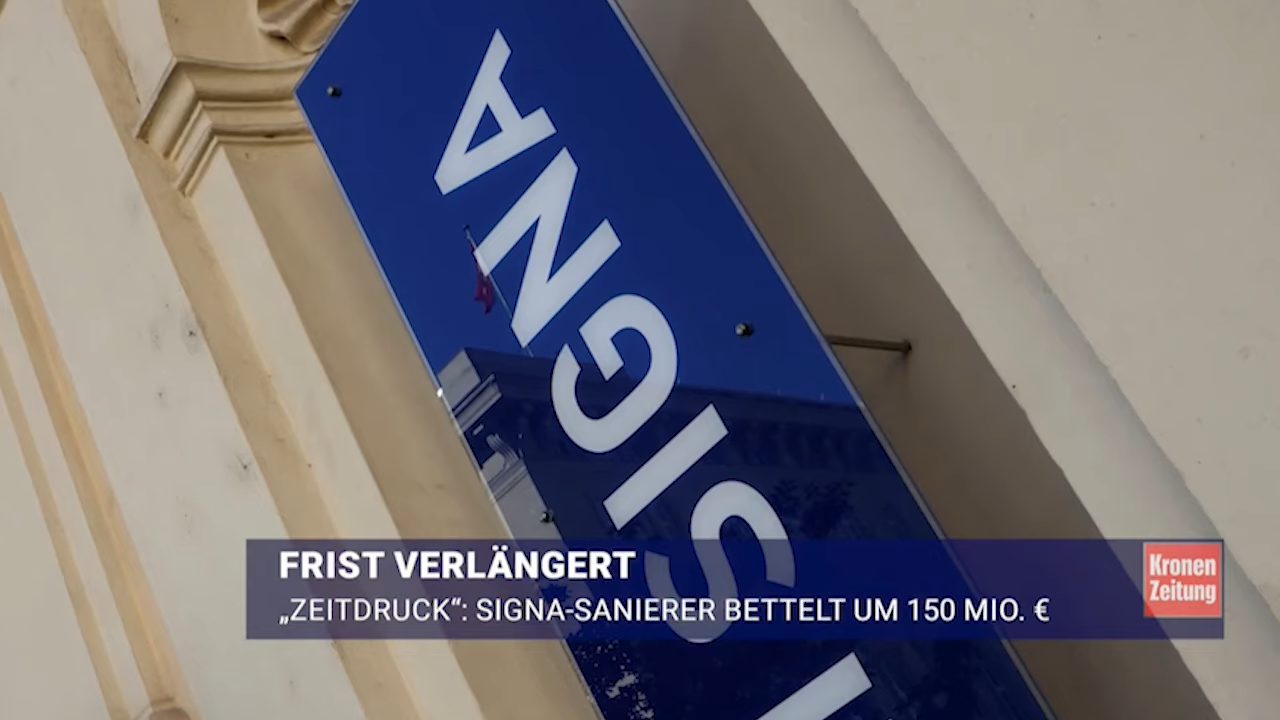 SIGNA
FRIST VERLÄNGERT
„ZEITDRUCK“: SIGNA-SANIERER BETTELT UM 150 MIO. €
Kronen
Zeitung